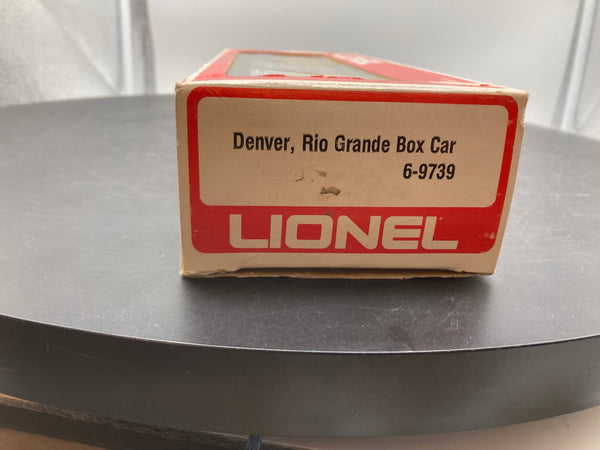 Denver, Rio Grande Box Car
6-9739
LIONEL